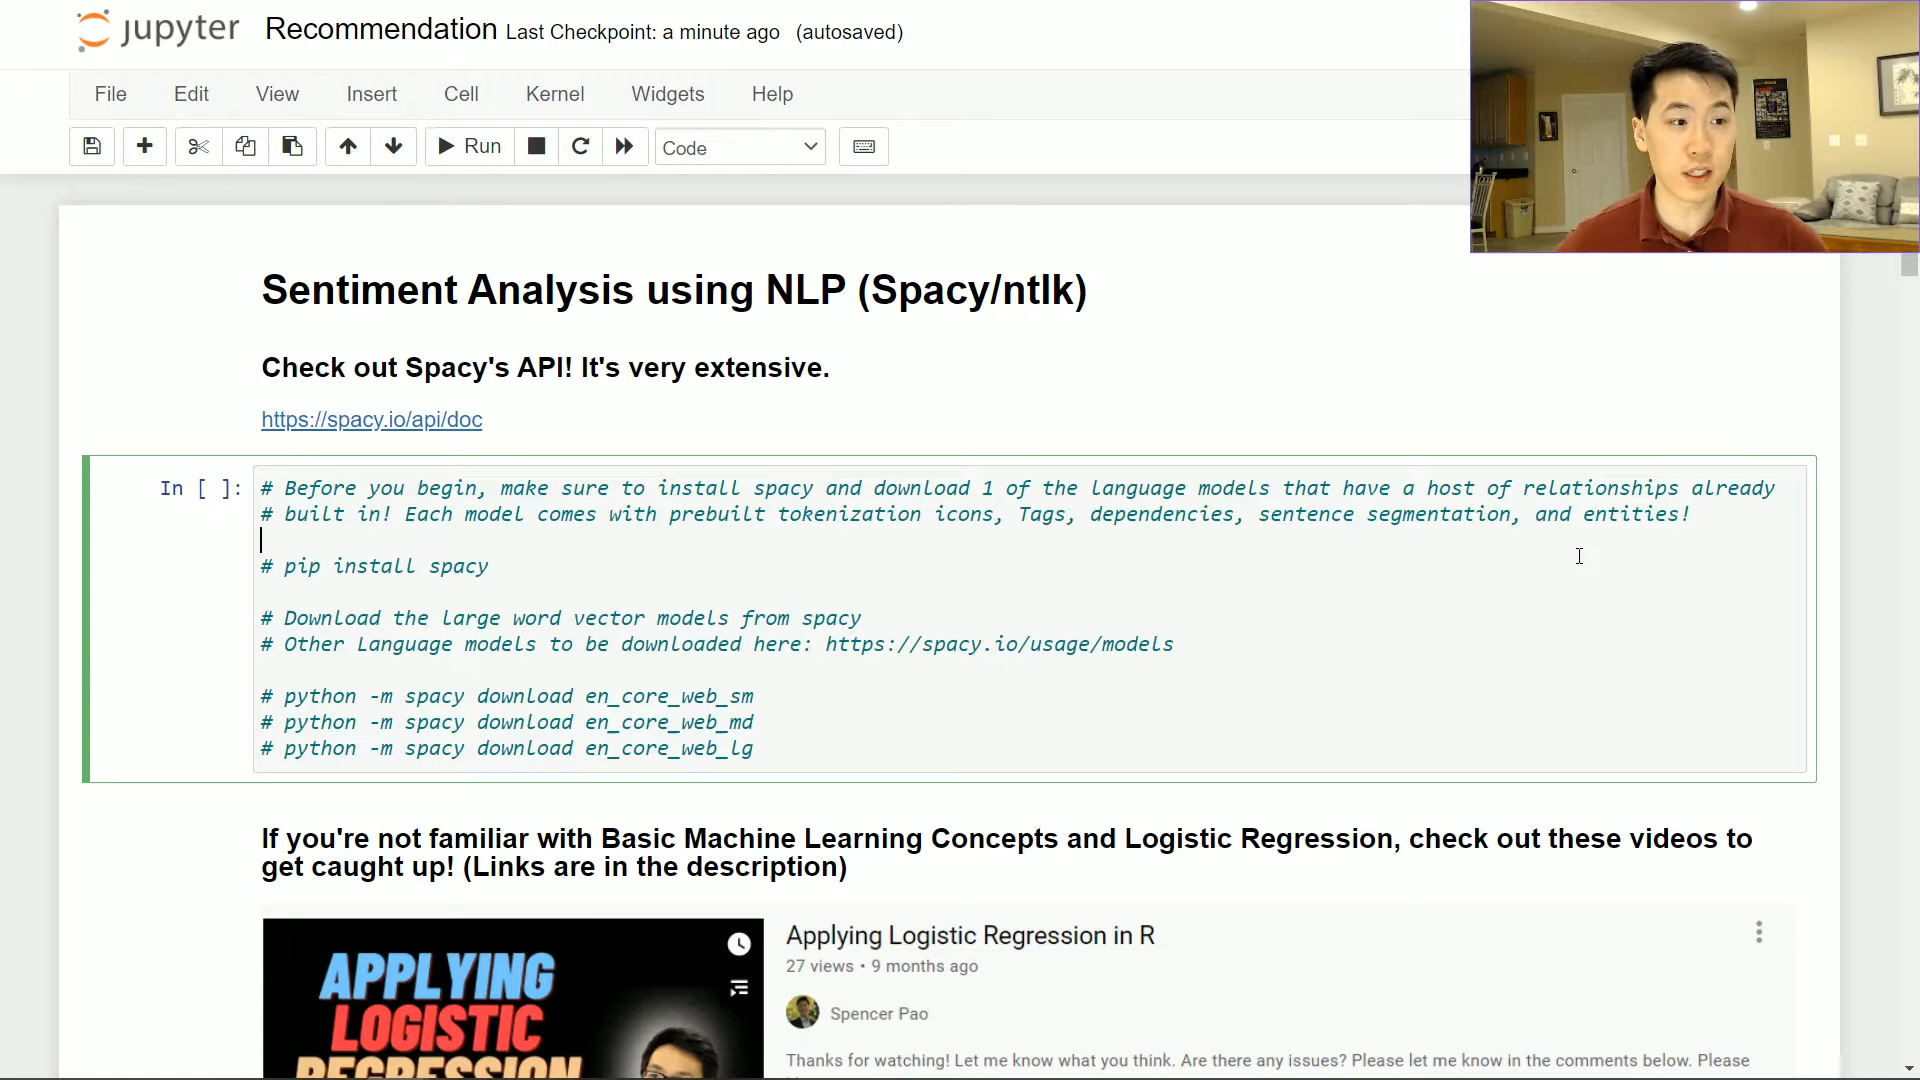 jupyter Recommendation Last Checkpoint: a minute ago (autosaved)
File Edit View Insert Cell Kernel Widgets Help
Run Code
Sentiment Analysis using NLP (Spacy/ntlk)
Check out Spacy's API! It's very extensive.
https://spacy.io/api/doc
In [ ]: # Before you begin, make sure to install spacy and download 1 of the language models that have a host of relationships already
# built in! Each model comes with prebuilt tokenization icons, Tags, dependencies, sentence segmentation, and entities!
# pip install spacy
# Download the large word vector models from spacy
# Other Language models to be downloaded here: https://spacy.io/usage/models
# python -m spacy download en_core_web_sm
# python -m spacy download en_core_web_md
# python -m spacy download en_core_web_lg
If you're not familiar with Basic Machine Learning Concepts and Logistic Regression, check out these videos to
get caught up! (Links are in the description)
APPLYING
LOGISTIC
REGRESSION
Applying Logistic Regression in R
27 views • 9 months ago
Spencer Pao
Thanks for watching! Let me know what you think. Are there any issues? Please let me know in the comments below. Please